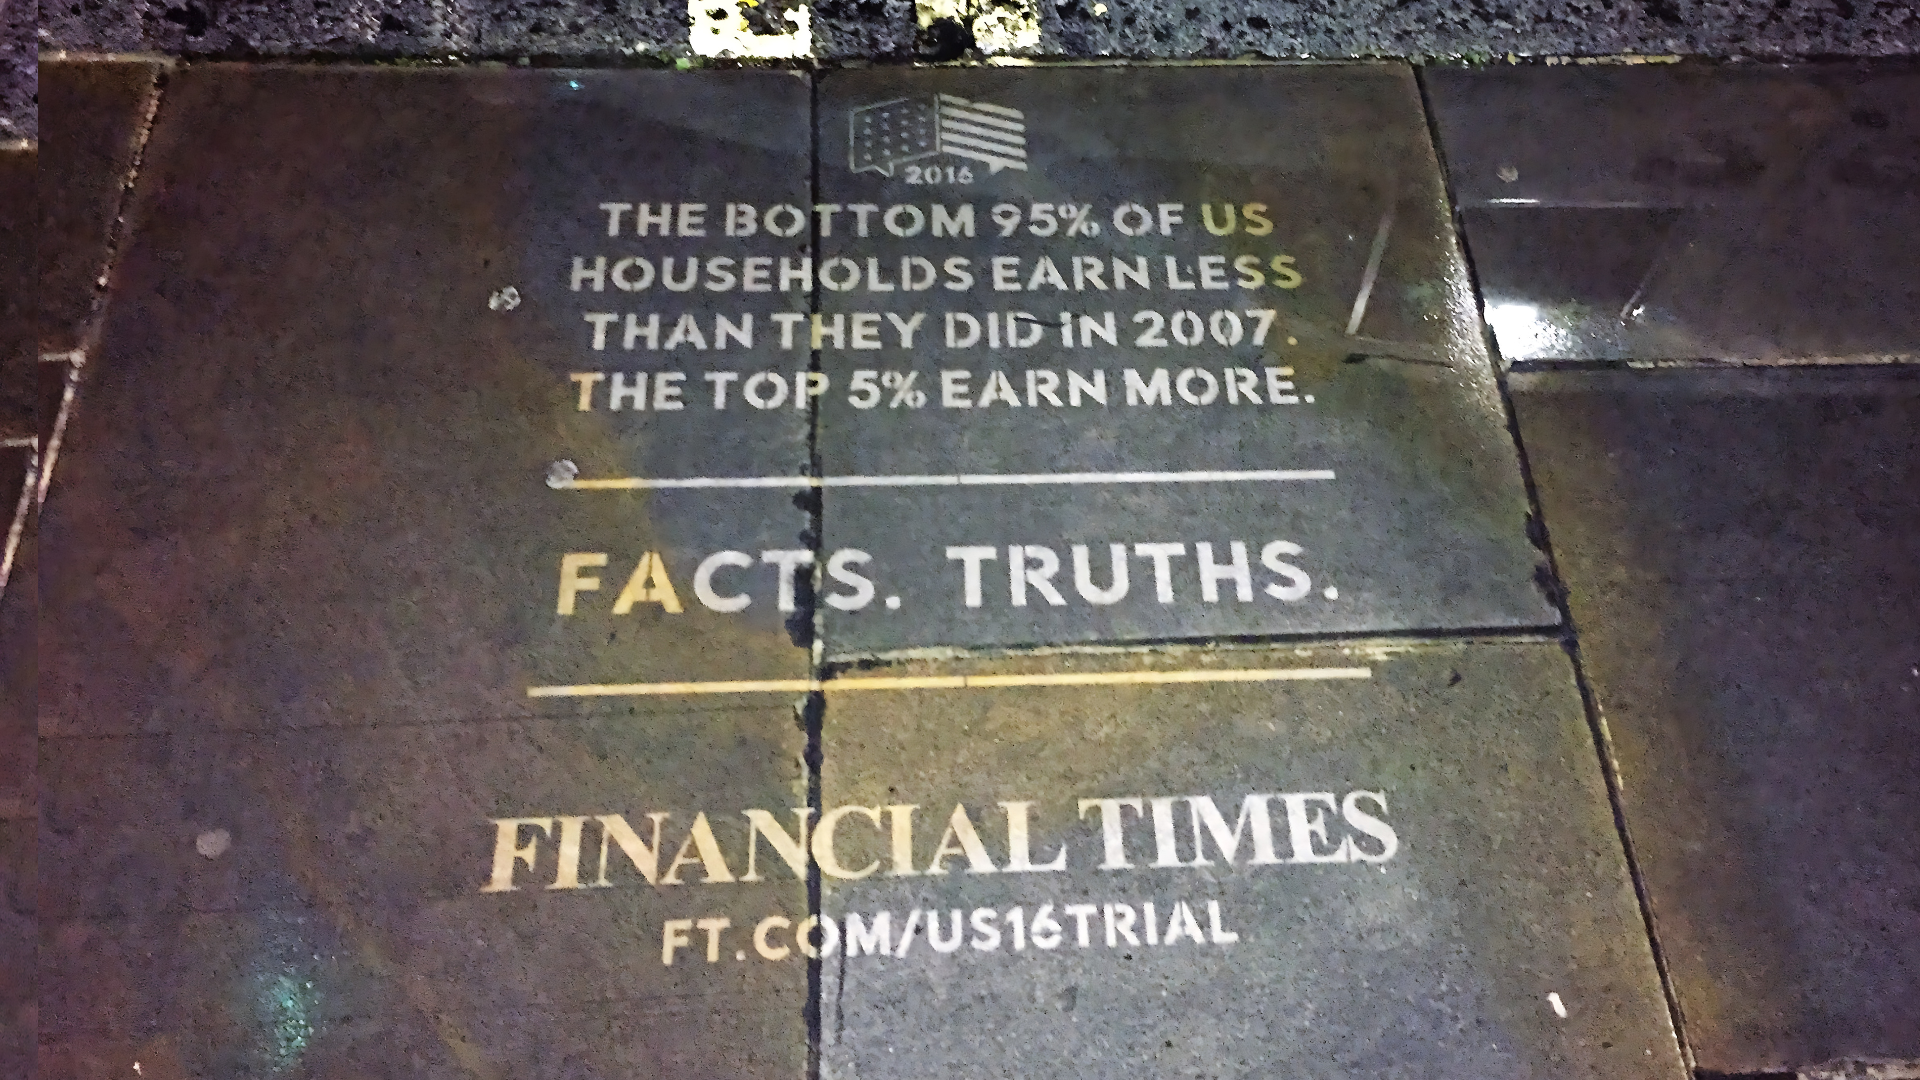 2016
THE BOTTOM 95% OF US
HOUSEHOLDS EARN LESS
THAN THEY DID IN 2007.
THE TOP 5% EARN MORE.
FACTS. TRUTHS.
FINANCIAL TIMES
FT.COM/US16TRIAL